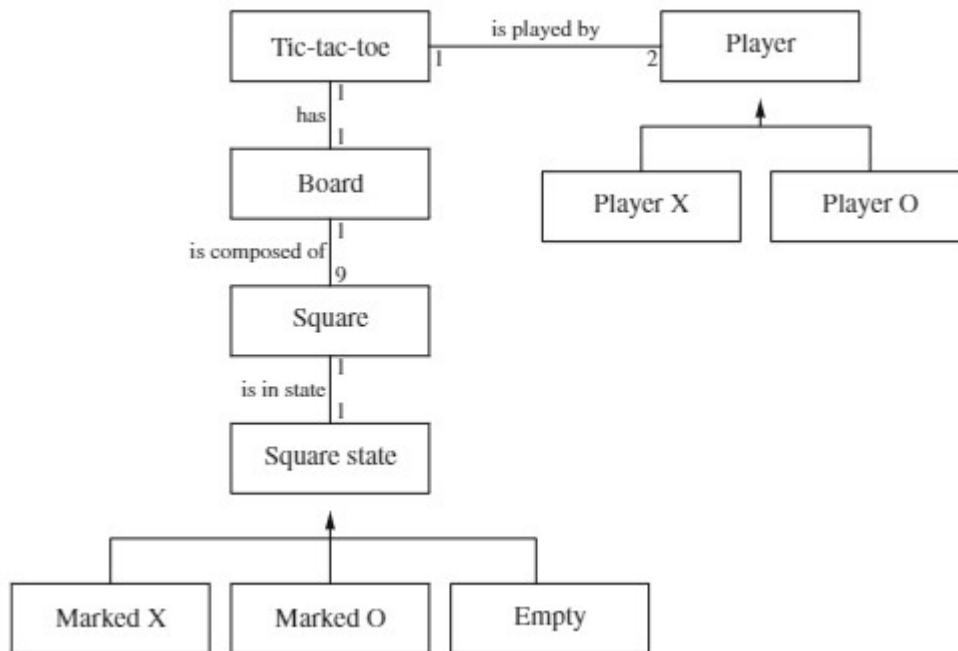 Tic-tac-toe
is played by
Player
1
2
1
has
1
Board
Player X
Player O
1
is composed of
9
Square
1
is in state
1
Square state
Marked X
Marked O
Empty